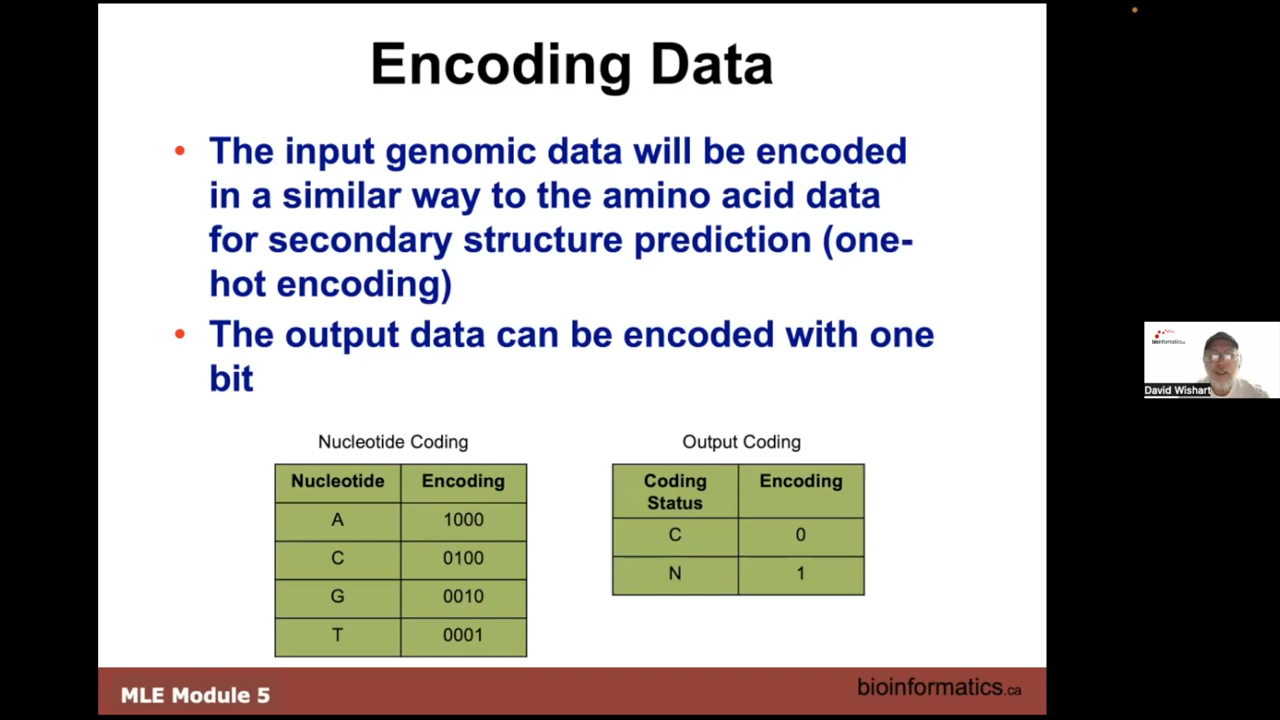 Encoding Data
• The input genomic data will be encoded
in a similar way to the amino acid data
for secondary structure prediction (one-
hot encoding)
• The output data can be encoded with one
bit
Nucleotide Coding
Nucleotide Encoding
A 1000
C 0100
G 0010
T 0001
Output Coding
Coding Status Encoding
C 0
N 1
MLE Module 5
bioinformatics.ca
bioinformatics.ca
David Wishart